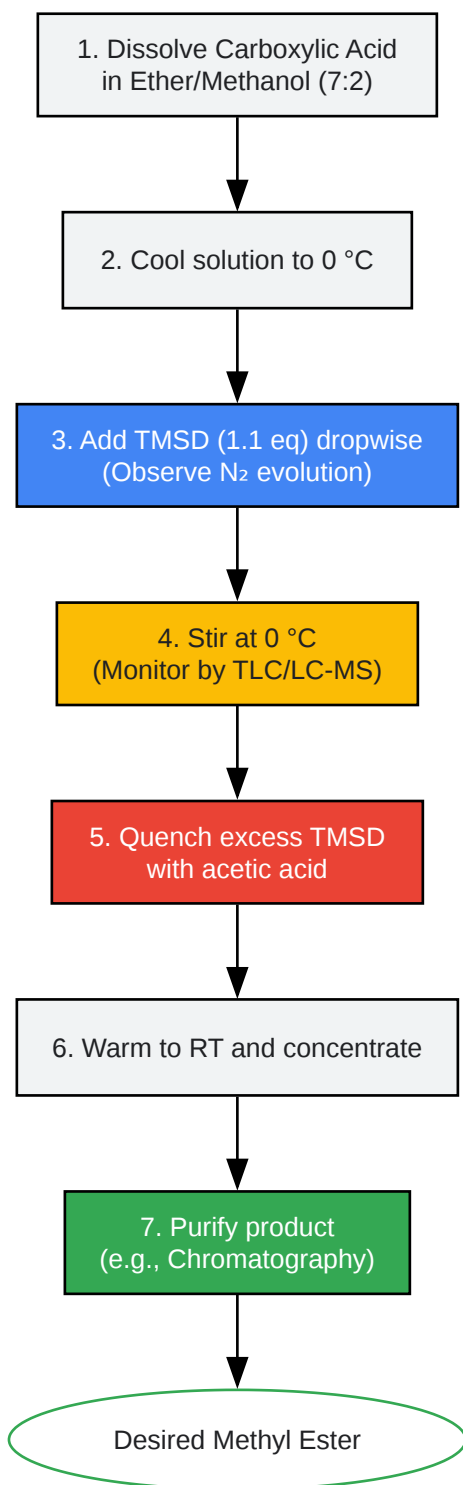 1. Dissolve Carboxylic Acid
in Ether/Methanol (7:2)
2. Cool solution to 0 °C
3. Add TMSD (1.1 eq) dropwise
(Observe N₂ evolution)
4. Stir at 0 °C
(Monitor by TLC/LC-MS)
5. Quench excess TMSD
with acetic acid
6. Warm to RT and concentrate
7. Purify product
(e.g., Chromatography)
Desired Methyl Ester